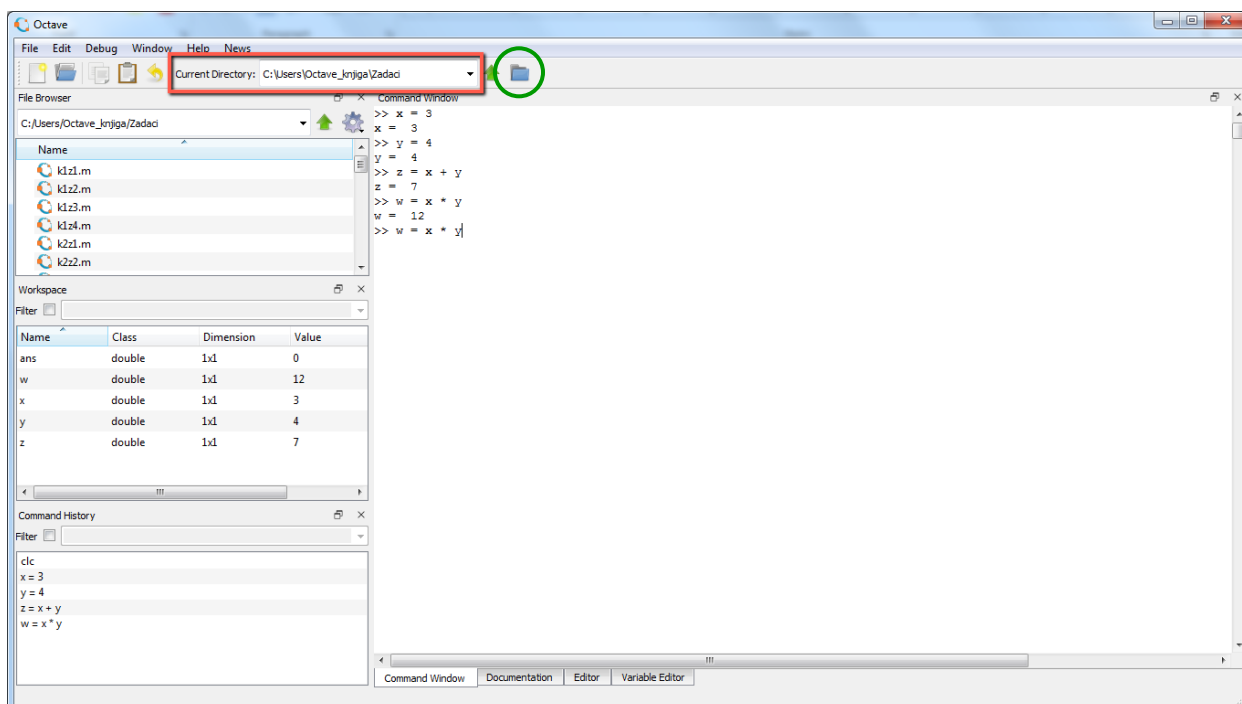 Octave
File Edit Debug Window Help News
Current Directory: C:\Users\Octave_knjiga\Zadaci
File Browser
C:/Users/Octave_knjiga/Zadaci
Name
k1z1.m
k1z2.m
k1z3.m
k1z4.m
k2z1.m
k2z2.m
Workspace
Filter
Name Class Dimension Value
ans double 1x1 0
w double 1x1 12
x double 1x1 3
y double 1x1 4
z double 1x1 7
Command History
Filter
clc
x = 3
y = 4
z = x + y
w = x * y
Command Window
>> x = 3
x = 3
>> y = 4
y = 4
>> z = x + y
z = 7
>> w = x * y
w = 12
>> w = x * y
Command Window Documentation Editor Variable Editor